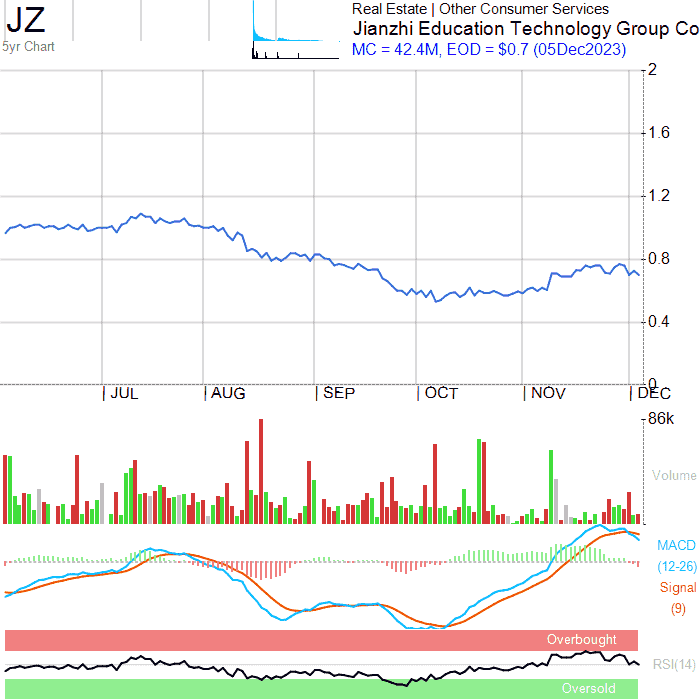 JZ
5yr Chart
Real Estate | Other Consumer Services
Jianzhi Education Technology Group Co
MC = 42.4M, EOD = $0.7 (05Dec2023)
2
1.6
1.2
0.8
0.4
0
JUL AUG SEP OCT NOV DEC
86k
Volume
MACD
(12-26)
Signal
(9)
Overbought
RSI(14)
Oversold